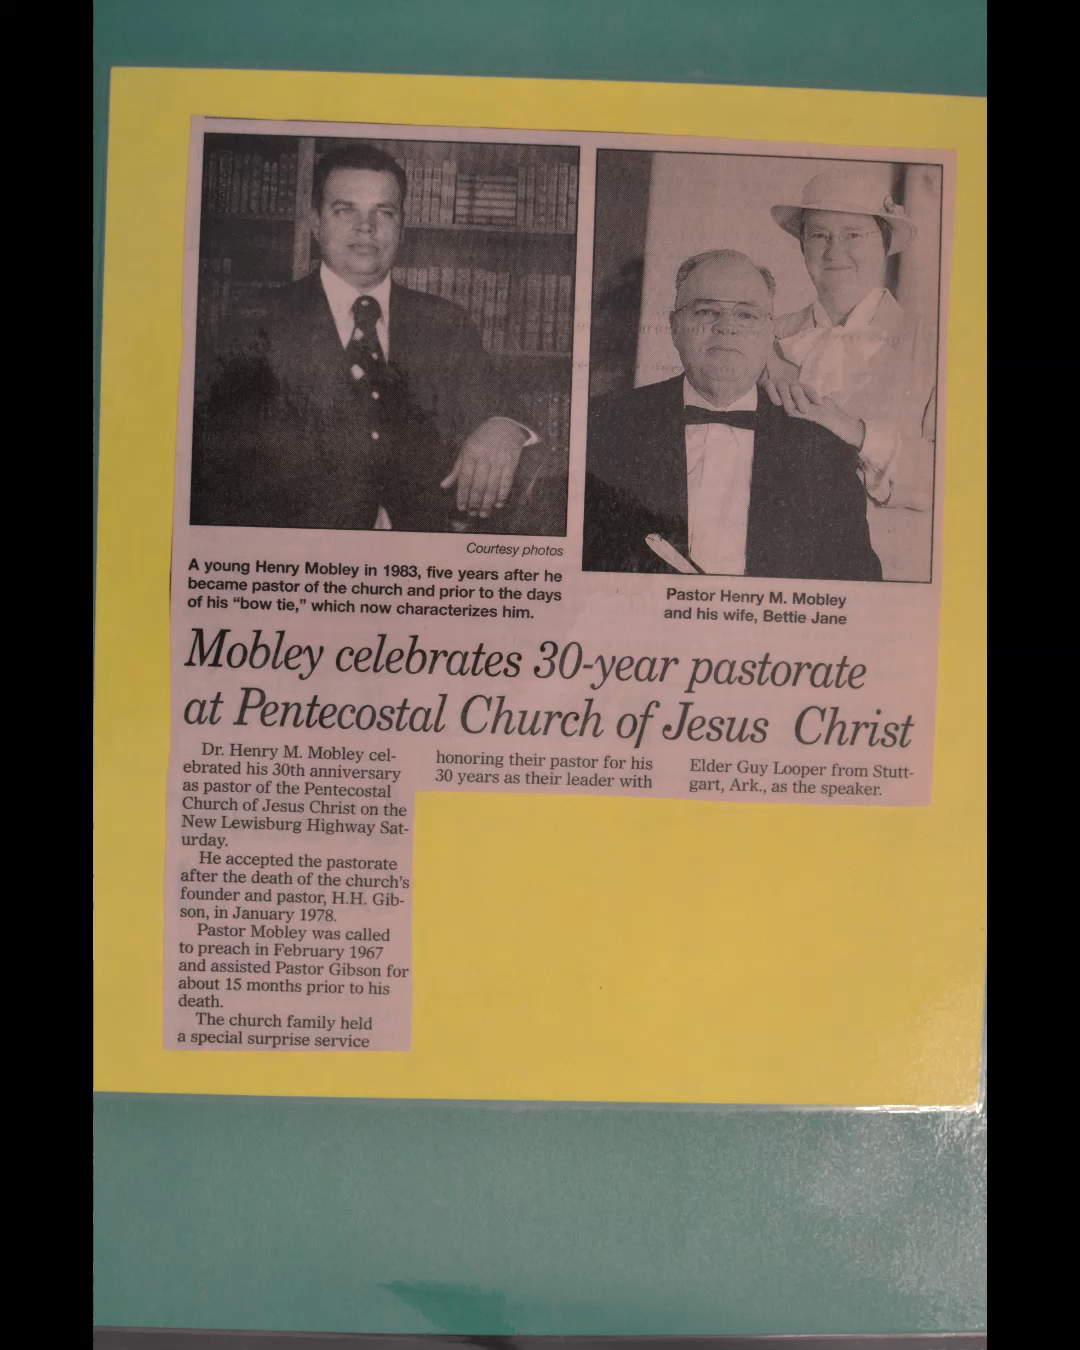 Courtesy photos
A young Henry Mobley in 1983, five years after he
became pastor of the church and prior to the days
of his “bow tie,” which now characterizes him.
Pastor Henry M. Mobley
and his wife, Bettie Jane
Mobley celebrates 30-year pastorate
at Pentecostal Church of Jesus Christ
Dr. Henry M. Mobley cel-
ebrated his 30th anniversary
as pastor of the Pentecostal
Church of Jesus Christ on the
New Lewisburg Highway Sat-
urday.
He accepted the pastorate
after the death of the church’s
founder and pastor, H.H. Gib-
son, in January 1978.
Pastor Mobley was called
to preach in February 1967
and assisted Pastor Gibson for
about 15 months prior to his
death.
The church family held
a special surprise service
honoring their pastor for his
30 years as their leader with
Elder Guy Looper from Stutt-
gart, Ark., as the speaker.